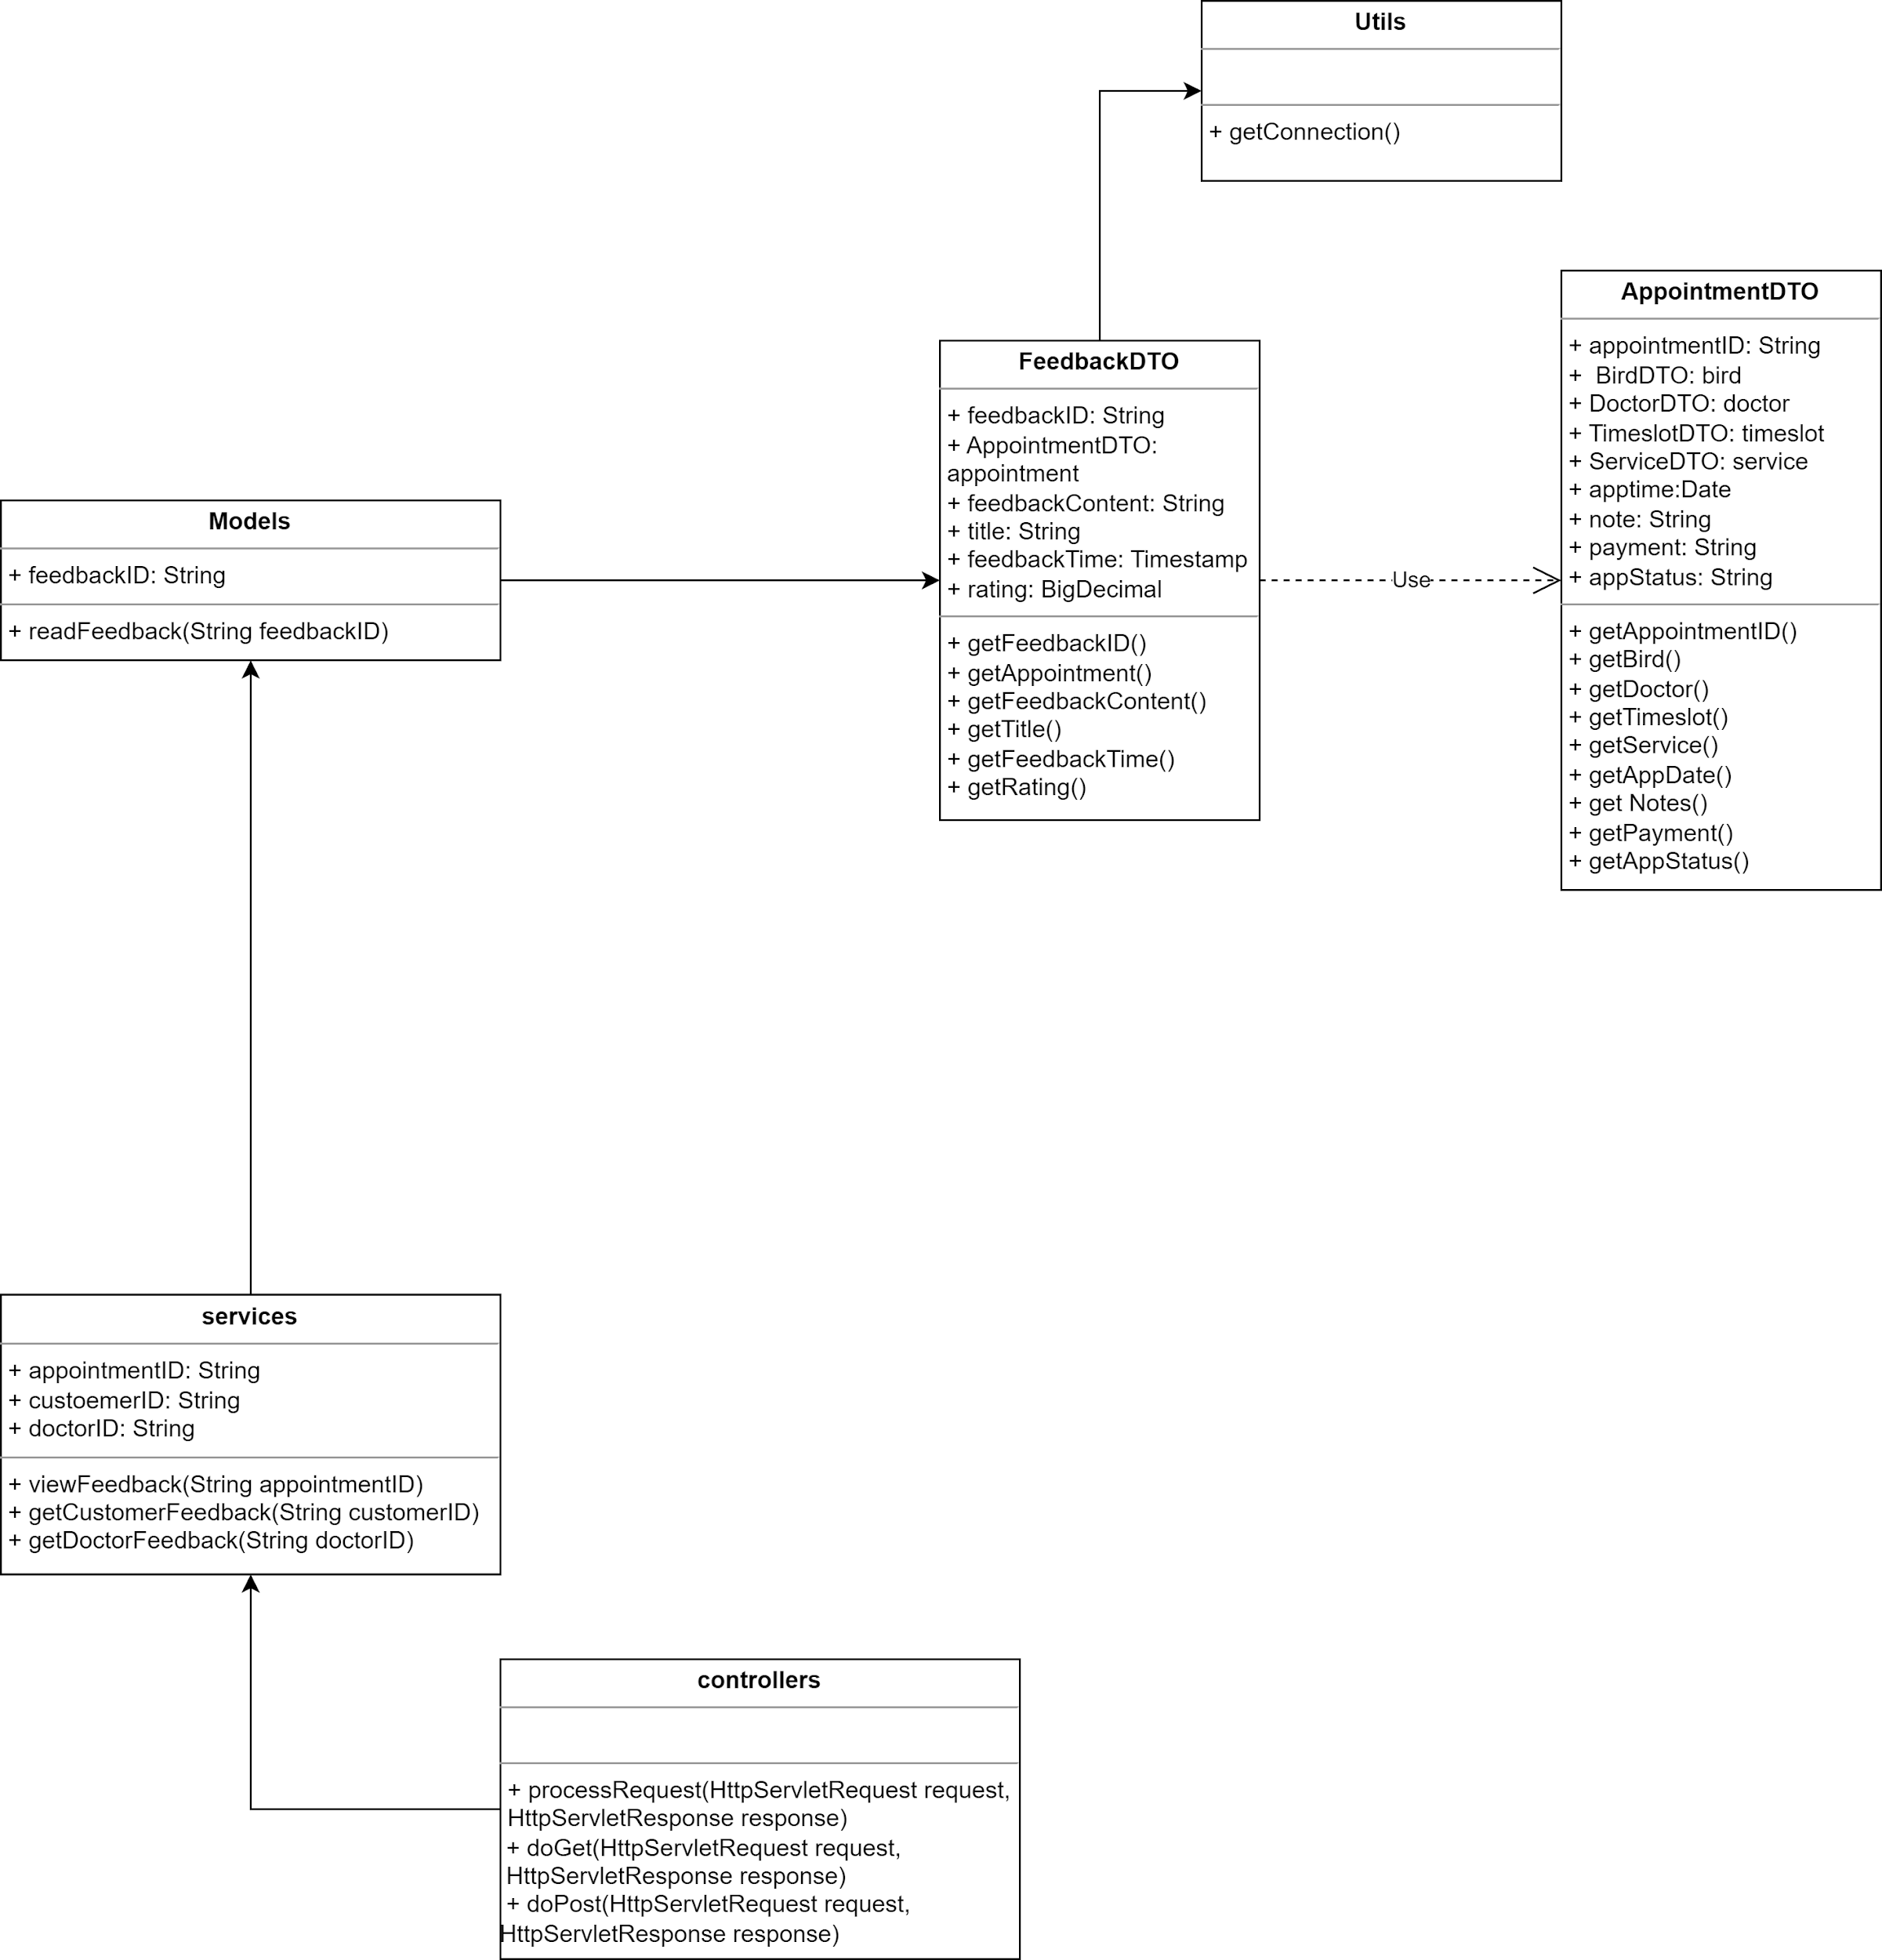 Utils
+ getConnection()
AppointmentDTO
+ appointmentID: String
+  BirdDTO: bird
+ DoctorDTO: doctor
+ TimeslotDTO: timeslot
+ ServiceDTO: service
+ apptime:Date
+ note: String
+ payment: String
+ appStatus: String
+ getAppointmentID()
+ getBird()
+ getDoctor()
+ getTimeslot()
+ getService()
+ getAppDate()
+ get Notes()
+ getPayment()
+ getAppStatus()
FeedbackDTO
+ feedbackID: String
+ AppointmentDTO:
appointment
+ feedbackContent: String
+ title: String
+ feedbackTime: Timestamp
+ rating: BigDecimal
+ getFeedbackID()
+ getAppointment()
+ getFeedbackContent()
+ getTitle()
+ getFeedbackTime()
+ getRating()
Use
Models
+ feedbackID: String
+ readFeedback(String feedbackID)
services
+ appointmentID: String
+ custoemerID: String
+ doctorID: String
+ viewFeedback(String appointmentID)
+ getCustomerFeedback(String customerID)
+ getDoctorFeedback(String doctorID)
controllers
+ processRequest(HttpServletRequest request,
HttpServletResponse response)
+ doGet(HttpServletRequest request,
HttpServletResponse response)
+ doPost(HttpServletRequest request,
HttpServletResponse response)